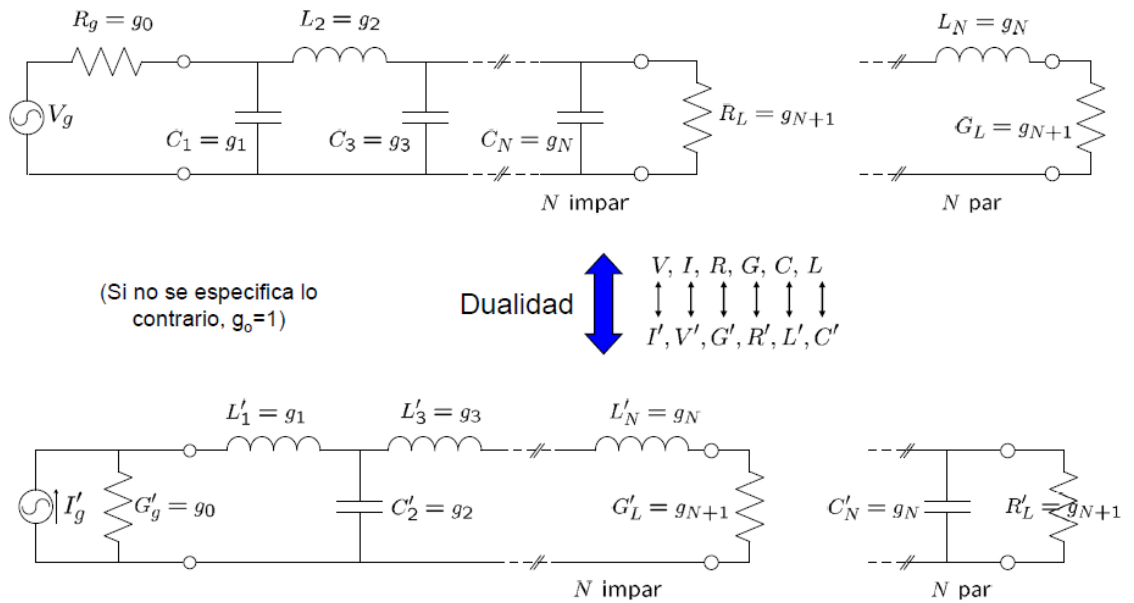 R_g = g_0
L_2 = g_2
L_N = g_N
V_g
C_1 = g_1
C_3 = g_3
C_N = g_N
R_L = g_{N+1}
G_L = g_{N+1}
N impar
N par
(Si no se especifica lo
contrario, g_o=1)
Dualidad
V, I, R, G, C, L
I', V', G', R', L', C'
L'_1 = g_1
L'_3 = g_3
L'_N = g_N
I'_g
G'_g = g_0
C'_2 = g_2
G'_L = g_{N+1}
C'_N = g_N
R'_L = g_{N+1}
N impar
N par